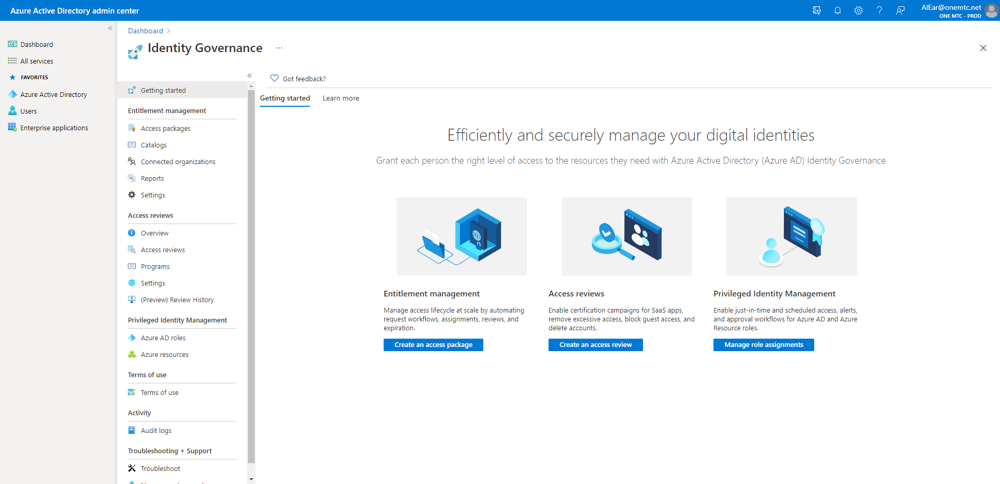 Azure Active Directory admin center
AlEar@onemtc.net
ONE MTC - PROD
Dashboard
All services
FAVORITES
Azure Active Directory
Users
Enterprise applications
Dashboard
Identity Governance
Getting started
Entitlement management
Access packages
Catalogs
Connected organizations
Reports
Settings
Access reviews
Overview
Access reviews
Programs
Settings
(Preview) Review History
Privileged Identity Management
Azure AD roles
Azure resources
Terms of use
Terms of use
Activity
Audit logs
Troubleshooting + Support
Troubleshoot
Got feedback?
Getting started
Learn more
Efficiently and securely manage your digital identities
Grant each person the right level of access to the resources they need with Azure Active Directory (Azure AD) Identity Governance
Entitlement management
Manage access lifecycle at scale by automating
request workflows, assignments, reviews, and
expiration.
Create an access package
Access reviews
Enable certification campaigns for SaaS apps,
remove excessive access, block guest access, and
delete accounts.
Create an access review
Privileged Identity Management
Enable just-in-time and scheduled access, alerts,
and approval workflows for Azure AD and Azure
Resource roles.
Manage role assignments